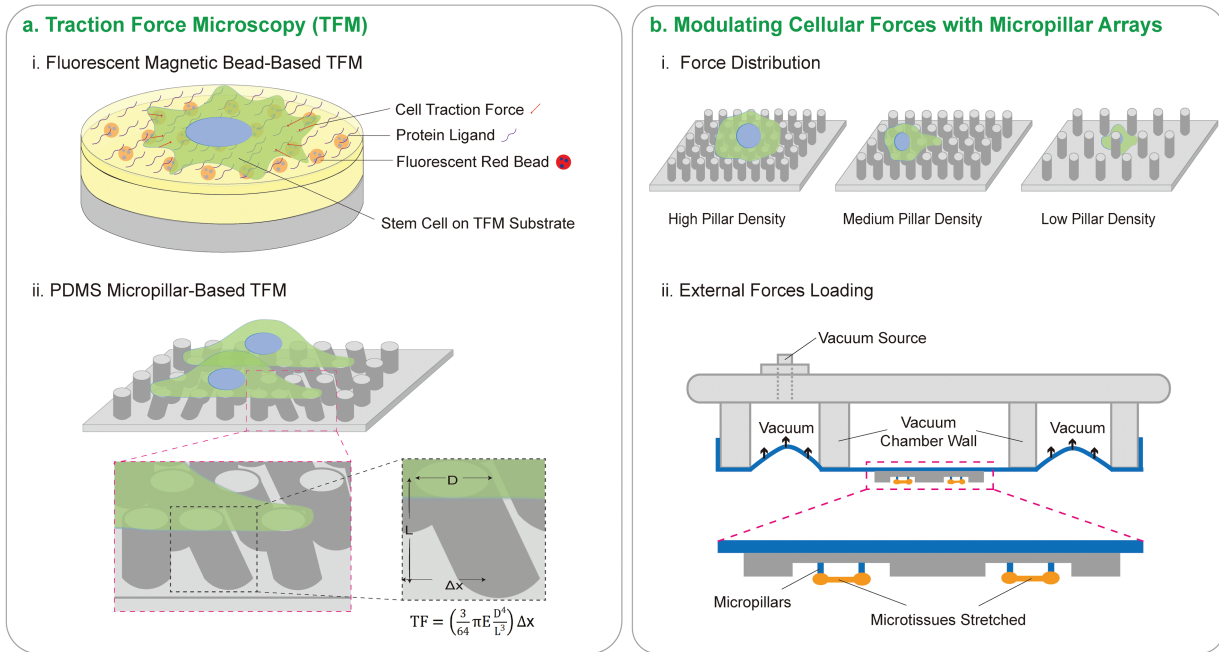 a. Traction Force Microscopy (TFM)
i. Fluorescent Magnetic Bead-Based TFM
Cell Traction Force
Protein Ligand
Fluorescent Red Bead
Stem Cell on TFM Substrate
ii. PDMS Micropillar-Based TFM
D
L
Δx
TF = (3/64 πE D⁴/L³) Δx
b. Modulating Cellular Forces with Micropillar Arrays
i. Force Distribution
High Pillar Density
Medium Pillar Density
Low Pillar Density
ii. External Forces Loading
Vacuum Source
Vacuum
Vacuum
Chamber Wall
Vacuum
Micropillars
Microtissues Stretched